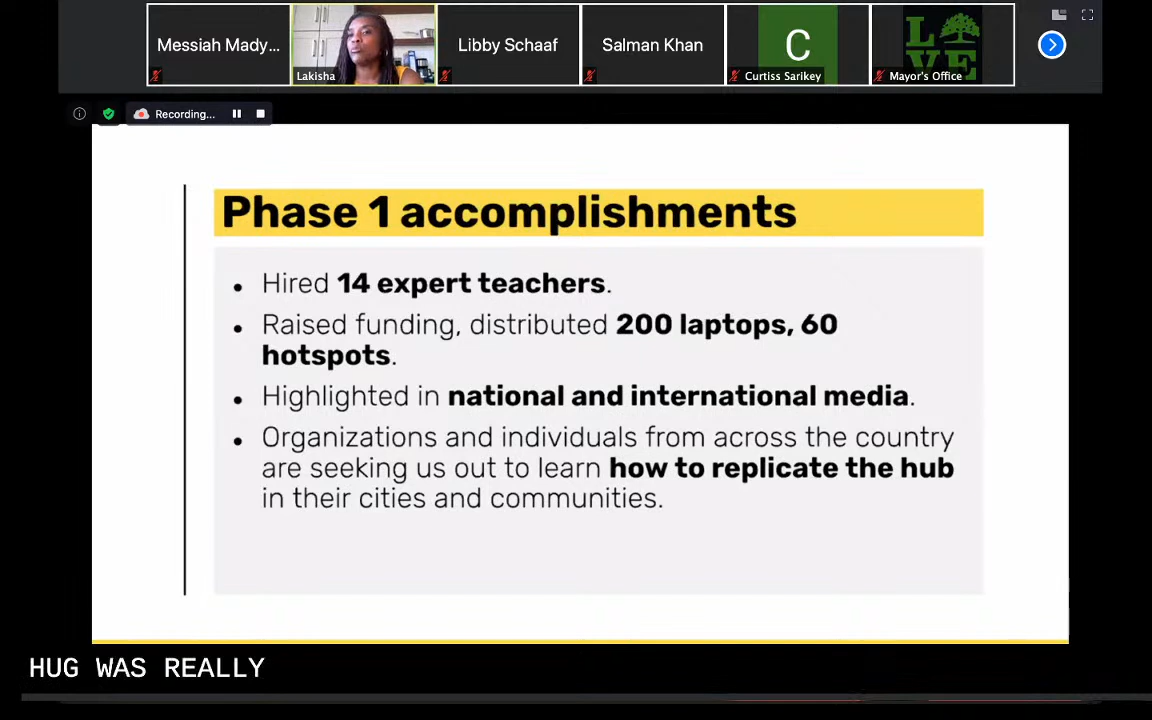 Messiah Mady...
Lakisha
Libby Schaaf
Salman Khan
C
Curtiss Sarikey
LOVE
Mayor's Office
Recording...
Phase 1 accomplishments
• Hired 14 expert teachers.
• Raised funding, distributed 200 laptops, 60
hotspots.
• Highlighted in national and international media.
• Organizations and individuals from across the country
are seeking us out to learn how to replicate the hub
in their cities and communities.
HUG WAS REALLY